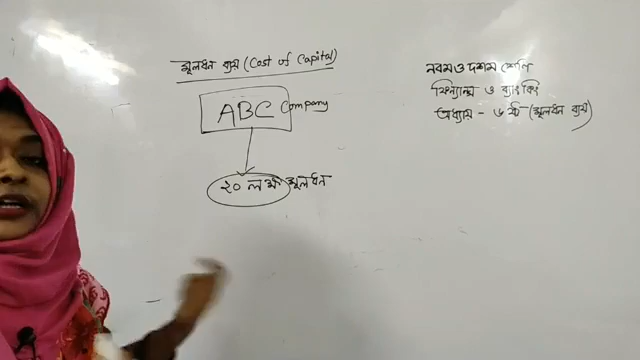 মূলধন ব্যয় (Cost of Capital)
ABC Company
২০ লক্ষ মূলধন
নবম ও দশম শ্রেণি
ফিন্যান্স ও ব্যাংকিং
অধ্যায় - ৬ষ্ঠ (মূলধন ব্যয়)